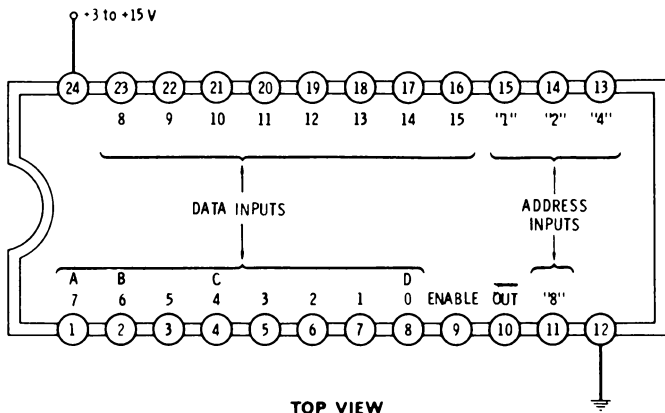 +3 to +15 V
24 23 22 21 20 19 18 17 16 15 14 13
8 9 10 11 12 13 14 15 "1" "2" "4"
DATA INPUTS
ADDRESS
INPUTS
A B C D
7 6 5 4 3 2 1 0 ENABLE OUT "8"
1 2 3 4 5 6 7 8 9 10 11 12
TOP VIEW